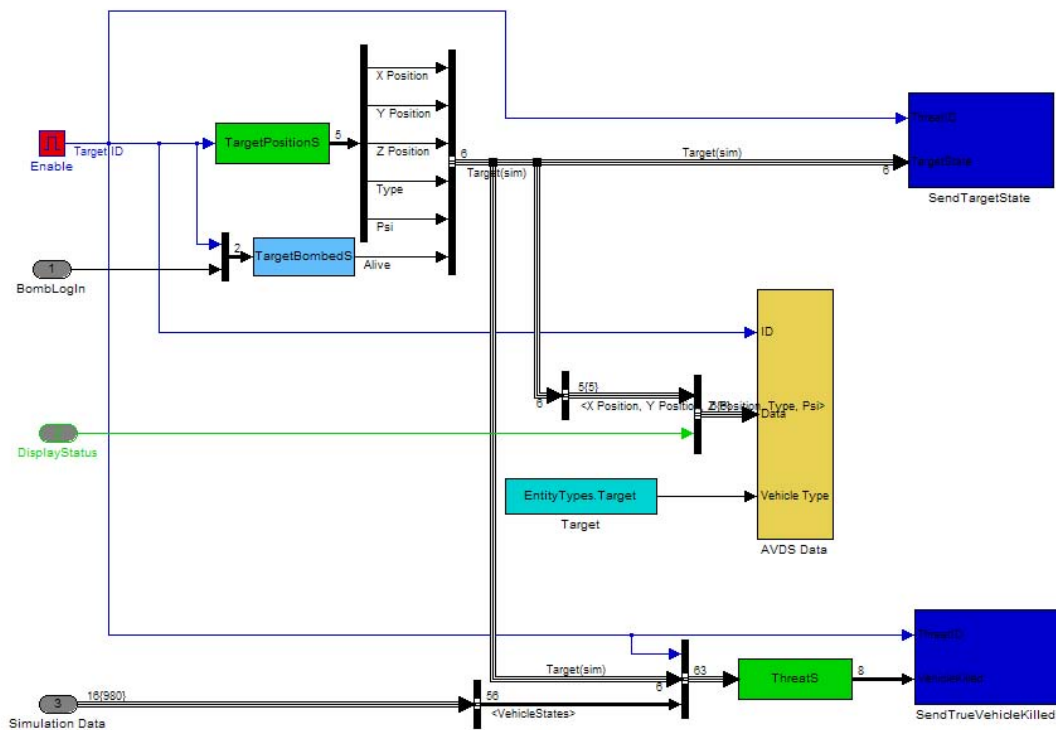 X Position
Y Position
ThreatID
Enable
Target ID
TargetPositionS
5
Z Position
6
Target(sim)
Target(sim)
6
TargetState
SendTargetState
Type
Psi
1
BombLogIn
2
TargetBombedS
Alive
ID
5{5}
6
<X Position, Y Position, Z Position, Type, Psi>
Data
DisplayStatus
EntityTypes.Target
Target
Vehicle Type
AVDS Data
ThreatID
Target(sim)
6
63
ThreatS
8
VehicleKilled
SendTrueVehicleKilled
3
Simulation Data
16{980}
56
<VehicleStates>